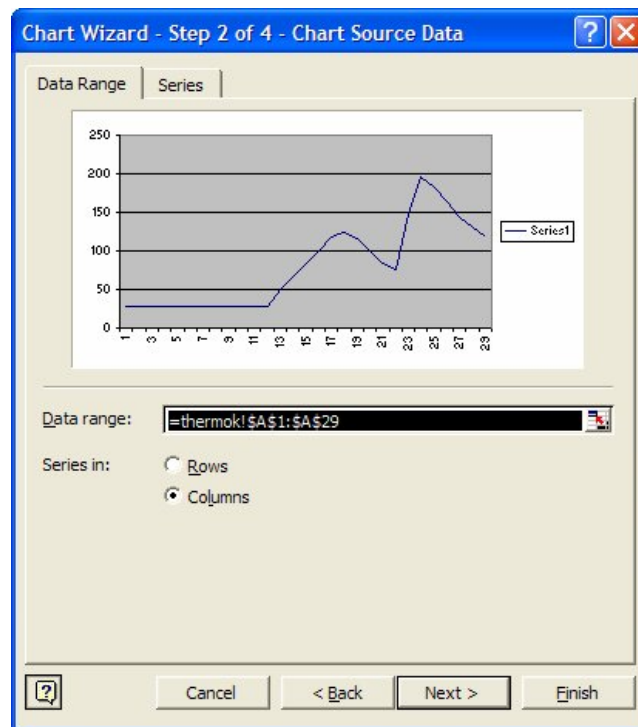 Chart Wizard - Step 2 of 4 - Chart Source Data
Data Range
Series
250
200
150
100
50
0
1
3
5
7
9
11
13
15
17
19
21
23
25
27
29
Series1
Data range:
=thermok!$A$1:$A$29
Series in:
Rows
Columns
Cancel
< Back
Next >
Finish